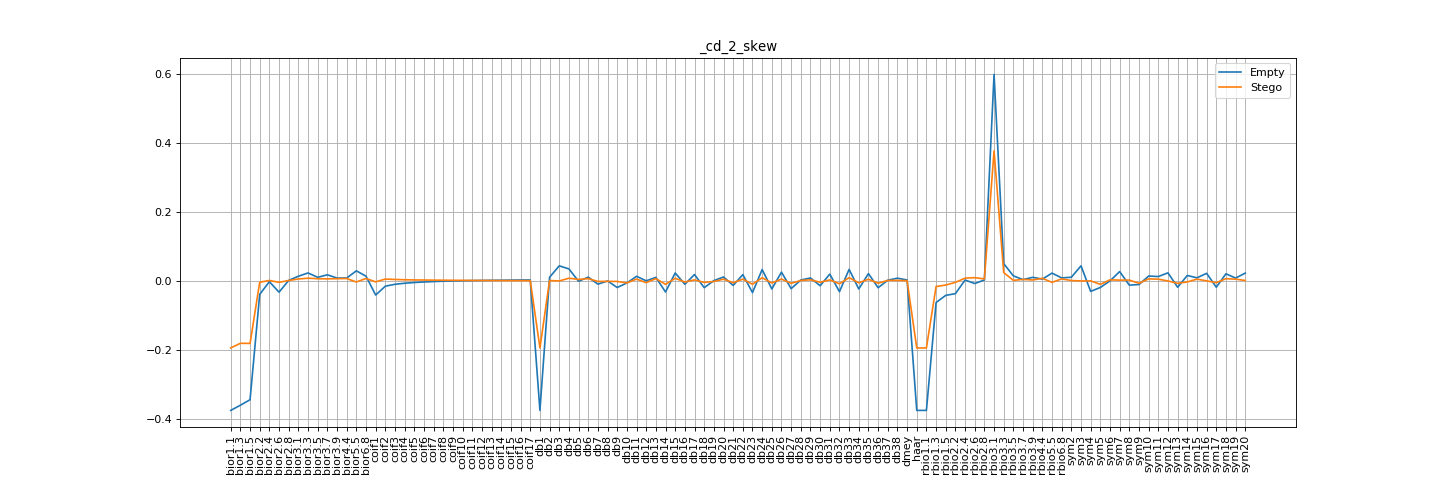 _cd_2_skew
0.6
0.4
0.2
0.0
−0.2
−0.4
Empty
Stego
bior1.1
bior1.3
bior1.5
bior2.2
bior2.4
bior2.6
bior2.8
bior3.1
bior3.3
bior3.5
bior3.7
bior3.9
bior4.4
bior5.5
bior6.8
coif1
coif2
coif3
coif4
coif5
coif6
coif7
coif8
coif9
coif10
coif11
coif12
coif13
coif14
coif15
coif16
coif17
db1
db2
db3
db4
db5
db6
db7
db8
db9
db10
db11
db12
db13
db14
db15
db16
db17
db18
db19
db20
db21
db22
db23
db24
db25
db26
db27
db28
db29
db30
db31
db32
db33
db34
db35
db36
db37
db38
dmey
haar
rbio1.1
rbio1.3
rbio1.5
rbio2.2
rbio2.4
rbio2.6
rbio2.8
rbio3.1
rbio3.3
rbio3.5
rbio3.7
rbio3.9
rbio4.4
rbio5.5
rbio6.8
sym2
sym3
sym4
sym5
sym6
sym7
sym8
sym9
sym10
sym11
sym12
sym13
sym14
sym15
sym16
sym17
sym18
sym19
sym20